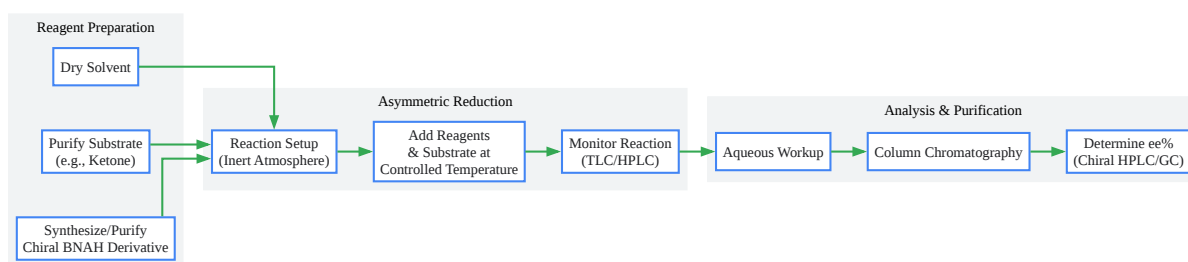 Reagent Preparation
Dry Solvent
Purify Substrate
(e.g., Ketone)
Synthesize/Purify
Chiral BNAH Derivative
Asymmetric Reduction
Reaction Setup
(Inert Atmosphere)
Add Reagents
& Substrate at
Controlled Temperature
Monitor Reaction
(TLC/HPLC)
Analysis & Purification
Aqueous Workup
Column Chromatography
Determine ee%
(Chiral HPLC/GC)